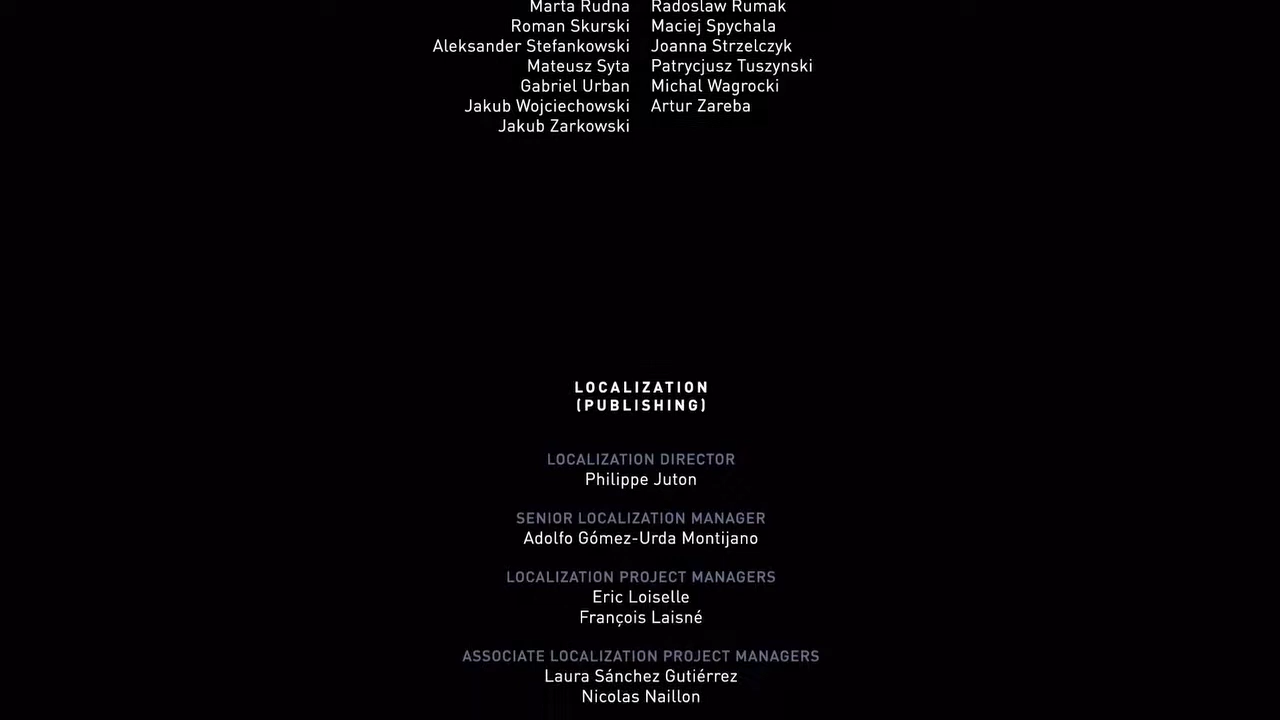 Marta Rudna Radoslaw Rumak
Roman Skurski Maciej Spychala
Aleksander Stefankowski Joanna Strzelczyk
Mateusz Syta Patrycjusz Tuszynski
Gabriel Urban Michal Wagrocki
Jakub Wojciechowski Artur Zareba
Jakub Zarkowski
LOCALIZATION
(PUBLISHING)
LOCALIZATION DIRECTOR
Philippe Juton
SENIOR LOCALIZATION MANAGER
Adolfo Gómez-Urda Montijano
LOCALIZATION PROJECT MANAGERS
Eric Loiselle
François Laisné
ASSOCIATE LOCALIZATION PROJECT MANAGERS
Laura Sánchez Gutiérrez
Nicolas Naillon